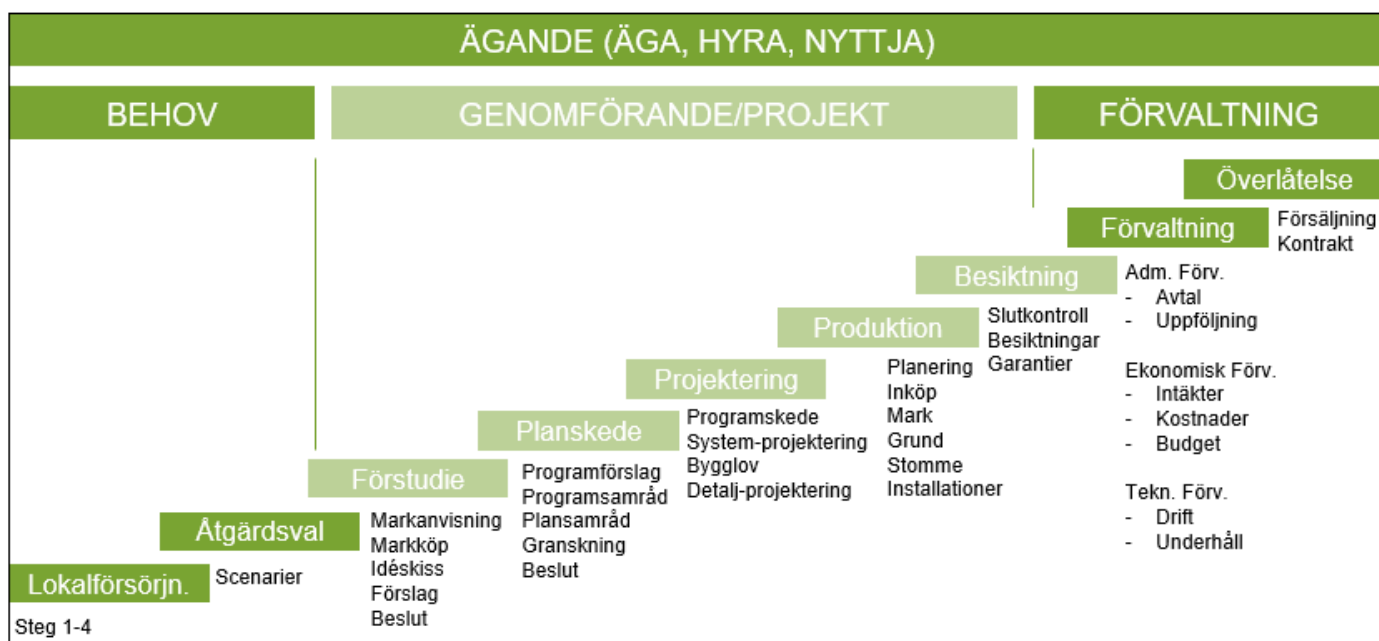 ÄGANDE (ÄGA, HYRA, NYTTJA)
BEHOV
GENOMFÖRANDE/PROJEKT
FÖRVALTNING
Överlåtelse
Försäljning
Kontrakt
Förvaltning
Adm. Förv.
- Avtal
- Uppföljning
Ekonomisk Förv.
- Intäkter
- Kostnader
- Budget
Tekn. Förv.
- Drift
- Underhåll
Besiktning
Slutkontroll
Besiktningar
Garantier
Produktion
Planering
Inköp
Mark
Grund
Stomme
Installationer
Projektering
Programskede
System-projektering
Bygglov
Detalj-projektering
Planskede
Programförslag
Programsamråd
Plansamråd
Granskning
Beslut
Förstudie
Markanvisning
Markköp
Idéskiss
Förslag
Beslut
Åtgärdsval
Scenarier
Lokalförsörjn.
Steg 1-4